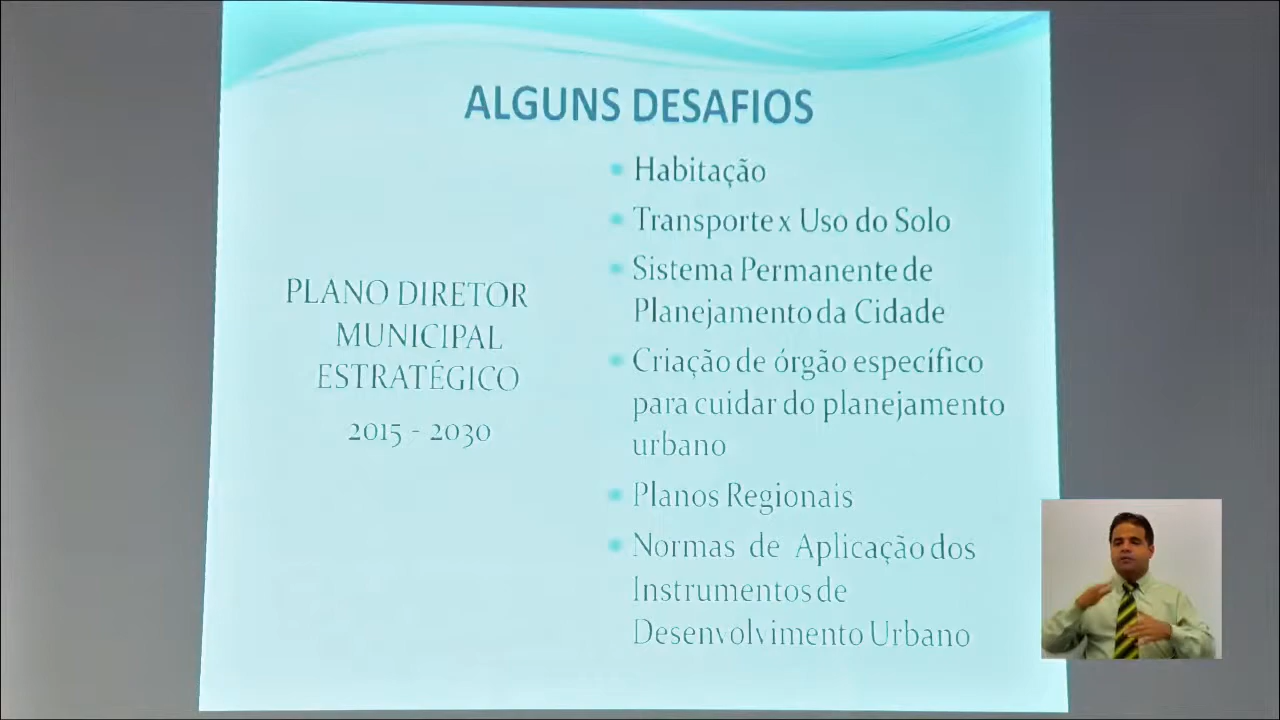 ALGUNS DESAFIOS
PLANO DIRETOR
MUNICIPAL
ESTRATÉGICO
2015 - 2030
Habitação
Transporte x Uso do Solo
Sistema Permanente de
Planejamento da Cidade
Criação de órgão específico
para cuidar do planejamento
urbano
Planos Regionais
Normas de Aplicação dos
Instrumentos de
Desenvolvimento Urbano